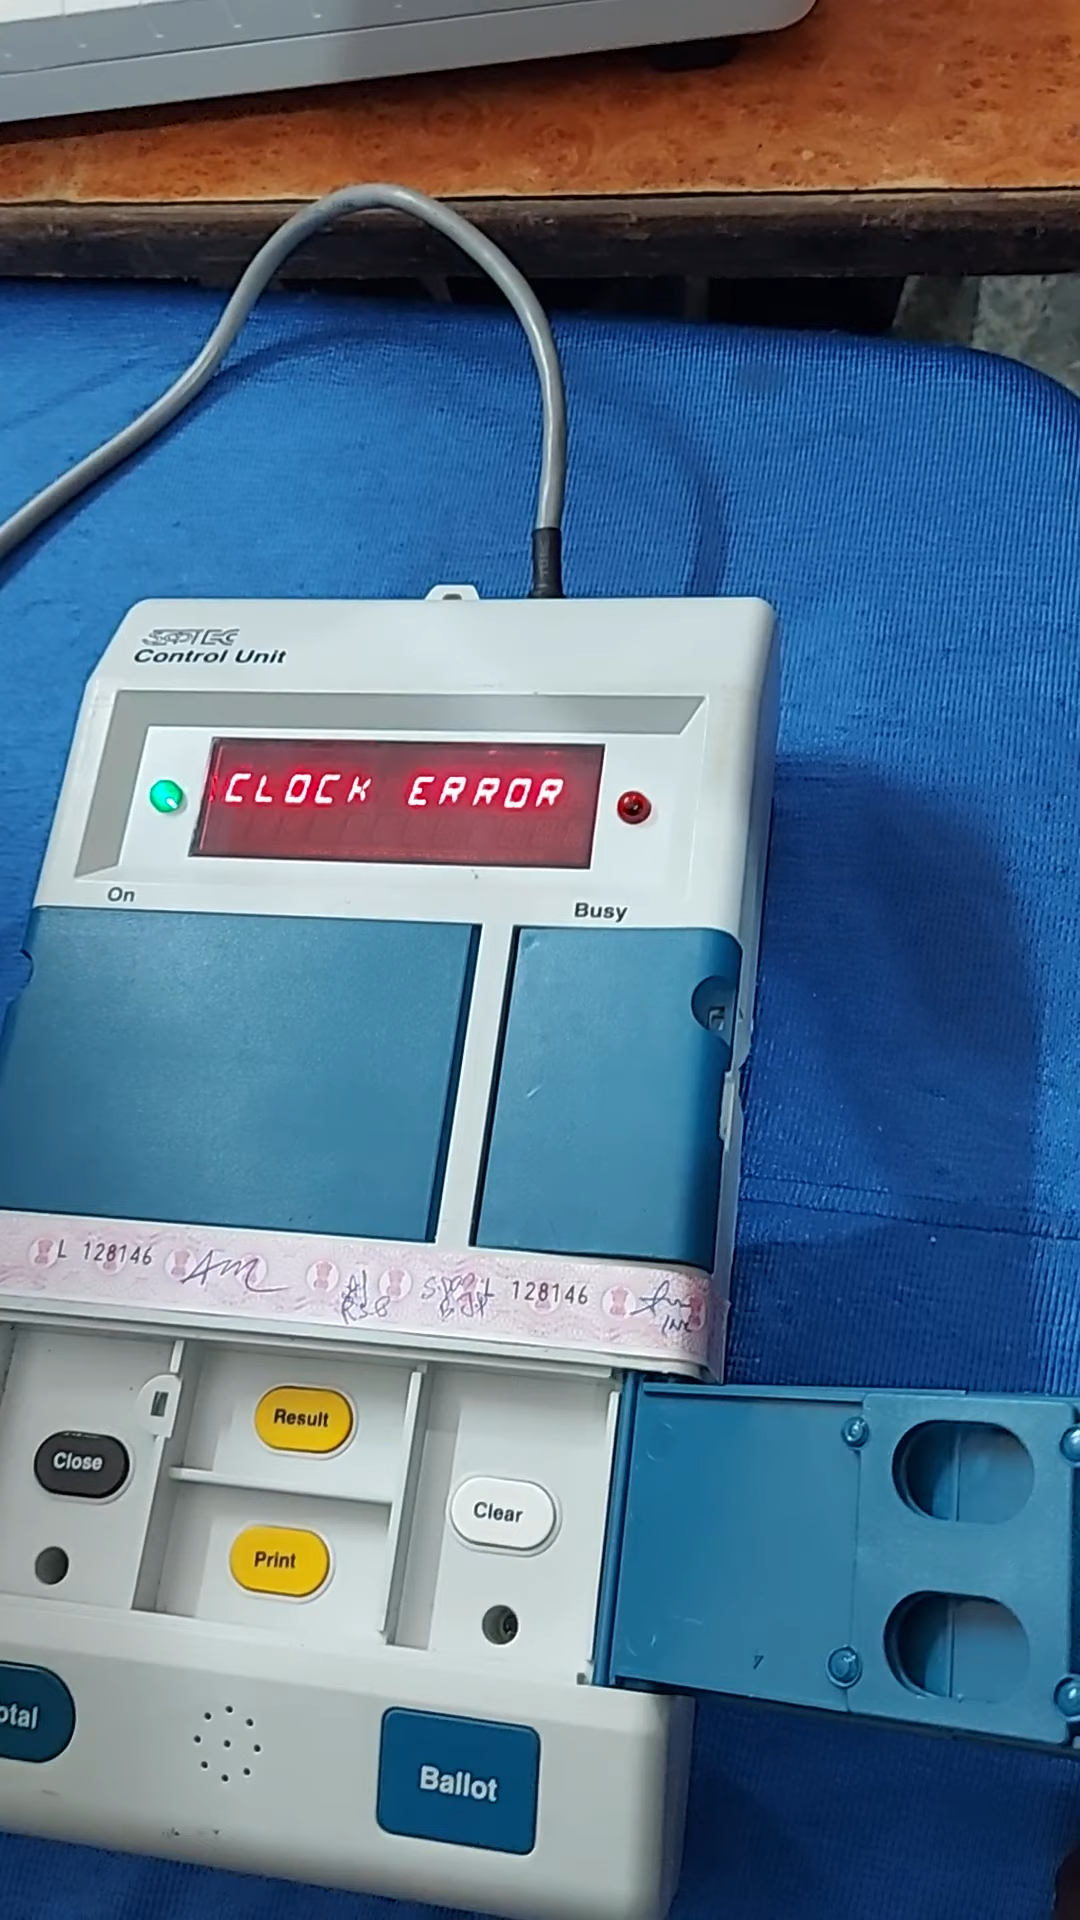 Control Unit
CLOCK ERROR
On
Busy
L 128146
L 128146
Result
Close
Clear
Print
Ballot